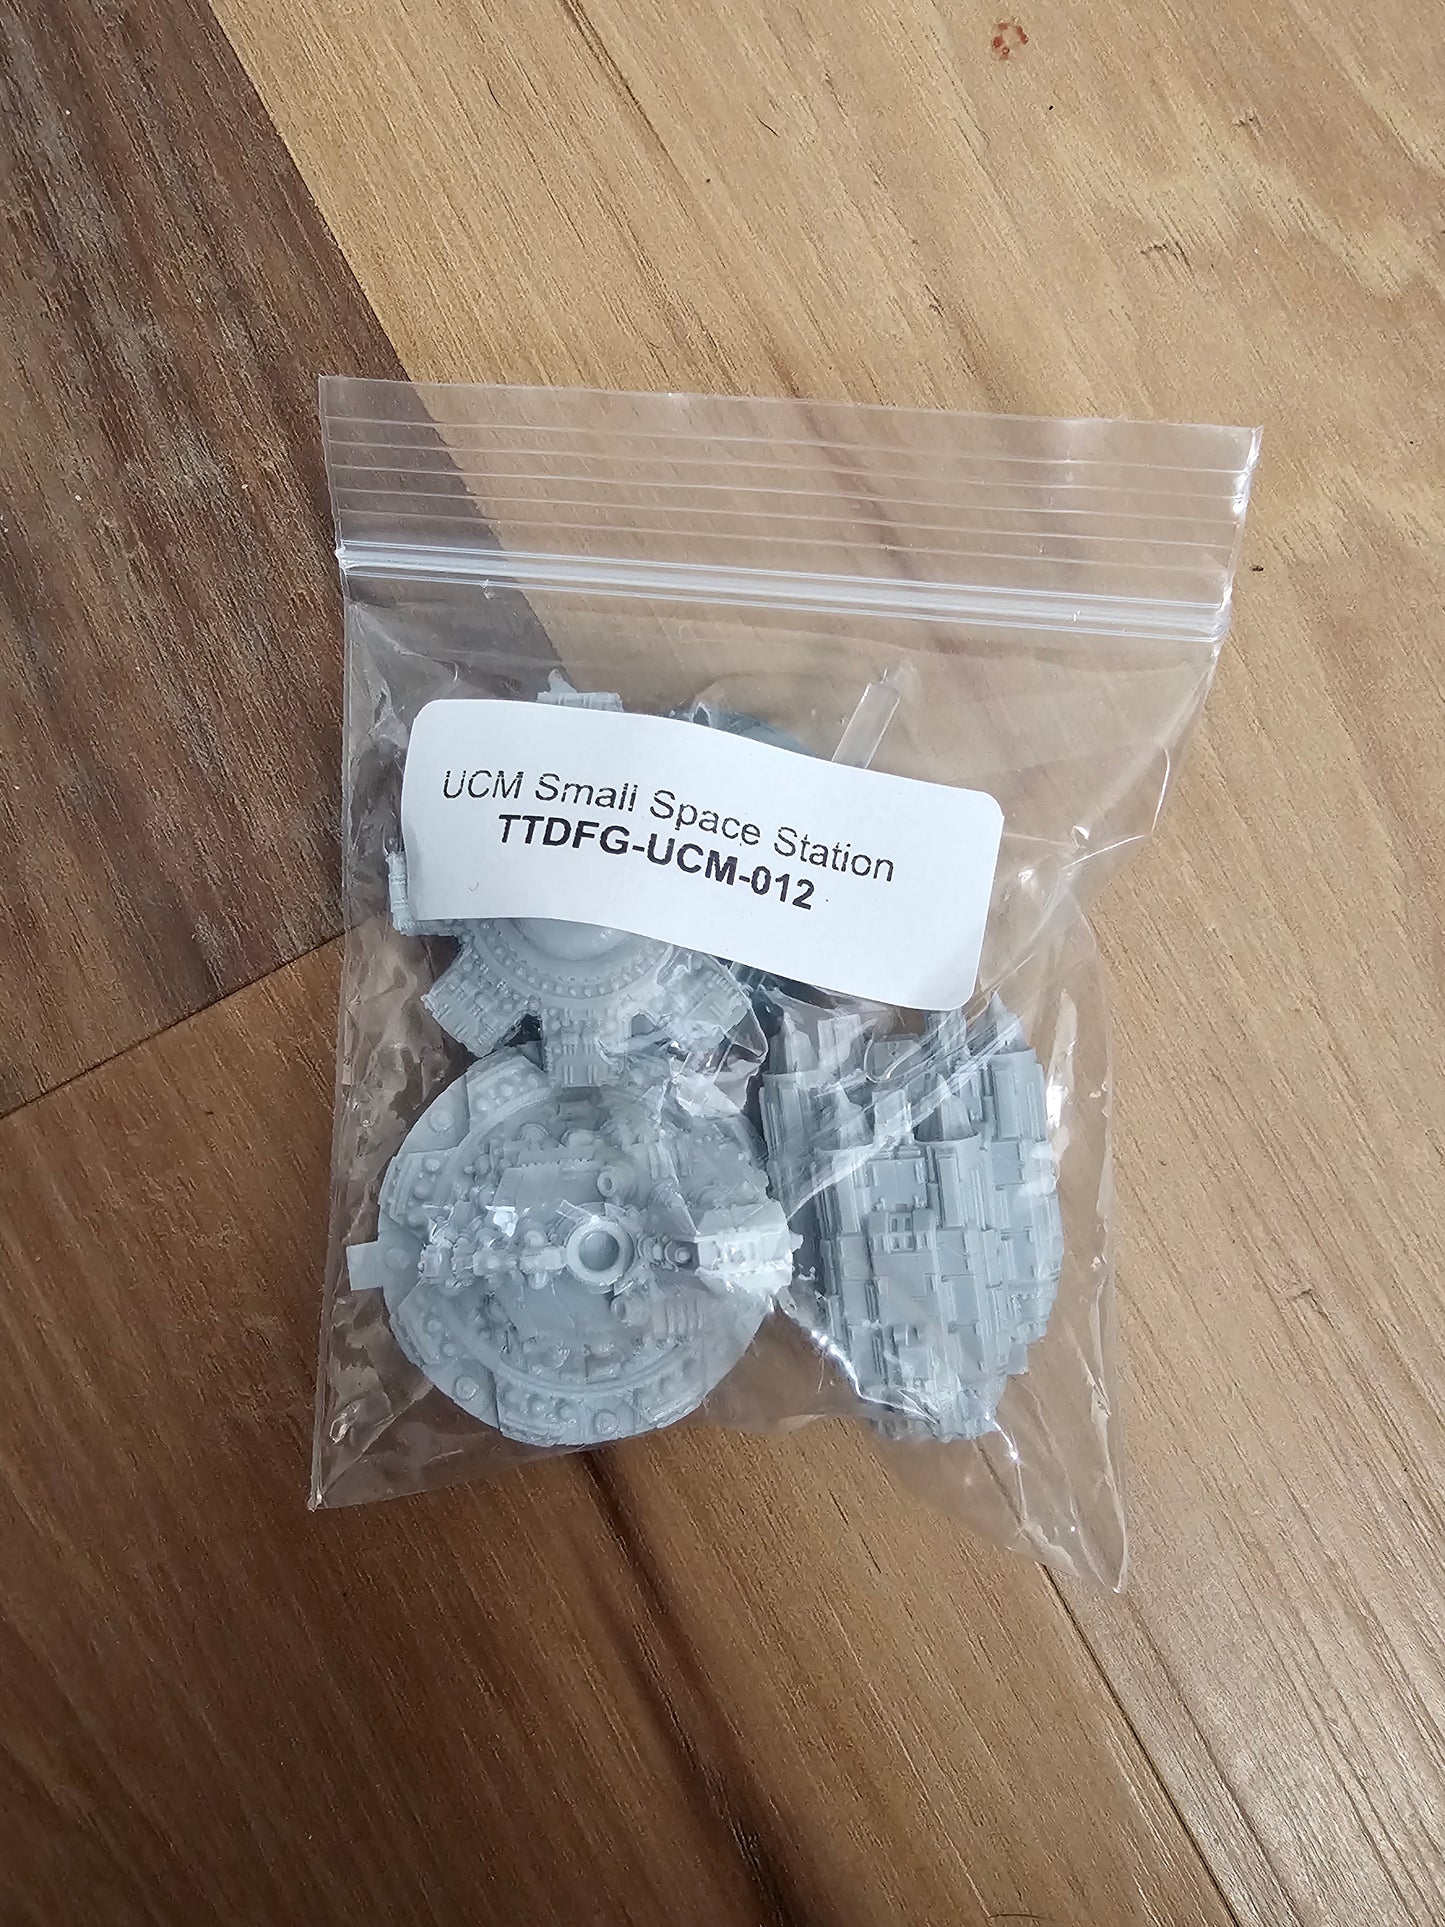 UCM Small Space Station
TTDFG-UCM-012